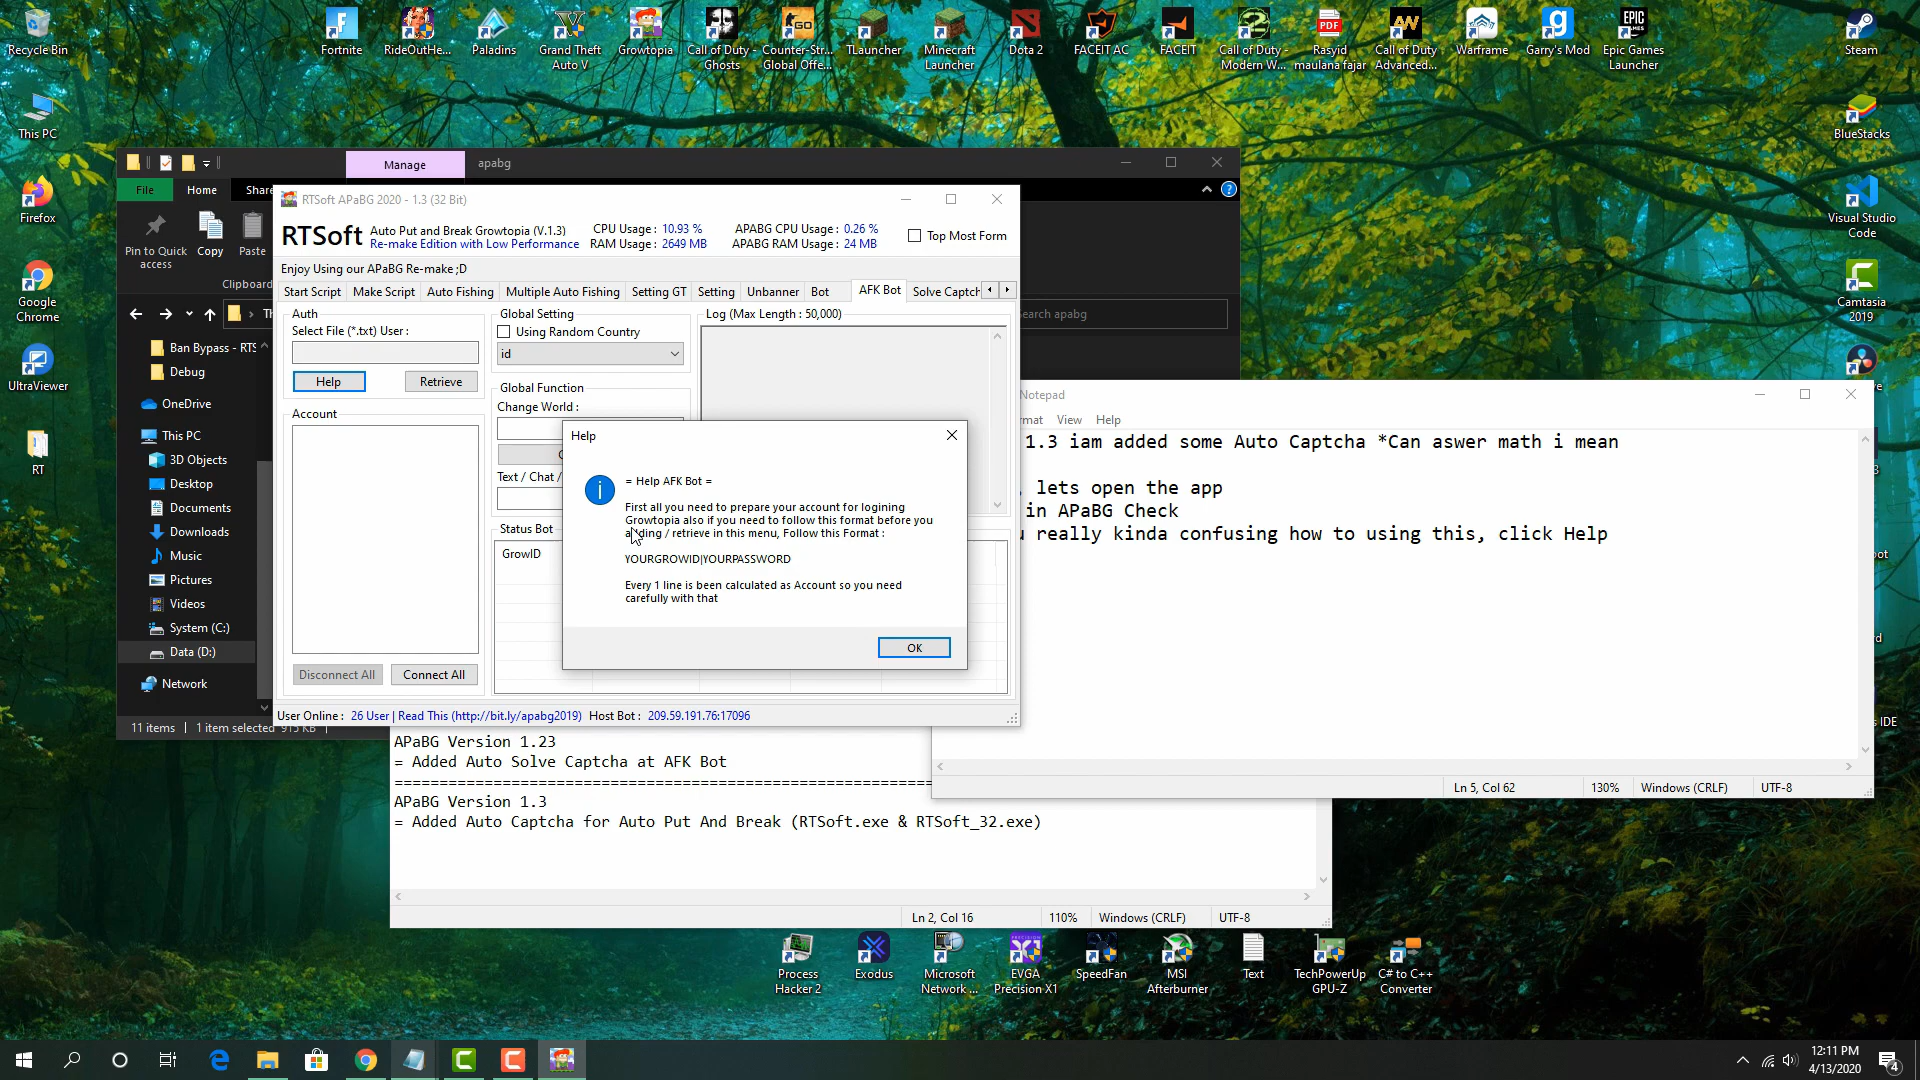 Recycle Bin
Fortnite
RideOutHe...
Paladins
Grand Theft
Auto V
Growtopia
Call of Duty -
Ghosts
Counter-Str...
Global Offe...
TLauncher
Minecraft
Launcher
Dota 2
FACEIT AC
FACEIT
Call of Duty -
Modern W...
Rasyid
maulana fajar
Call of Duty
Advanced...
Warframe
Garry's Mod
Epic Games
Launcher
Steam
This PC
BlueStacks
Firefox
Visual Studio
Code
Google
Chrome
Camtasia
2019
UltraViewer
RT
Manage
apabg
File
Home
Share
Pin to Quick
access
Copy
Paste
Clipboard
earch apabg
Ban Bypass - RTS
Debug
OneDrive
This PC
3D Objects
Desktop
Documents
Downloads
Music
Pictures
Videos
System (C:)
Data (D:)
Network
11 items
1 item selected 915 KB
RTSoft APaBG 2020 - 1.3 (32 Bit)
RTSoft
Auto Put and Break Growtopia (V.1.3)
Re-make Edition with Low Performance
CPU Usage : 10.93 %
RAM Usage : 2649 MB
APABG CPU Usage : 0.26 %
APABG RAM Usage : 24 MB
Top Most Form
Enjoy Using our APaBG Re-make ;D
Start Script
Make Script
Auto Fishing
Multiple Auto Fishing
Setting GT
Setting
Unbanner
Bot
AFK Bot
Solve Captch
Auth
Select File (*.txt) User :
Help
Retrieve
Account
Disconnect All
Connect All
Global Setting
Using Random Country
id
Global Function
Change World :
Text / Chat /
Status Bot
GrowID
Log (Max Length : 50,000)
User Online : 26 User | Read This (http://bit.ly/apabg2019) Host Bot : 209.59.191.76:17096
Help
= Help AFK Bot =
First all you need to prepare your account for logining
Growtopia also if you need to follow this format before you
adding / retrieve in this menu, Follow this Format :
YOURGROWID|YOURPASSWORD
Every 1 line is been calculated as Account so you need
carefully with that
OK
Notepad
rmat
View
Help
1.3 iam added some Auto Captcha *Can aswer math i mean
, lets open the app
in APaBG Check
u really kinda confusing how to using this, click Help
Ln 5, Col 62
130%
Windows (CRLF)
UTF-8
APaBG Version 1.23
= Added Auto Solve Captcha at AFK Bot
APaBG Version 1.3
= Added Auto Captcha for Auto Put And Break (RTSoft.exe & RTSoft_32.exe)
Ln 2, Col 16
110%
Windows (CRLF)
UTF-8
s IDE
Process
Hacker 2
Exodus
Microsoft
Network ...
EVGA
Precision X1
SpeedFan
MSI
Afterburner
Text
TechPowerUp
GPU-Z
C# to C++
Converter
12:11 PM
4/13/2020
4